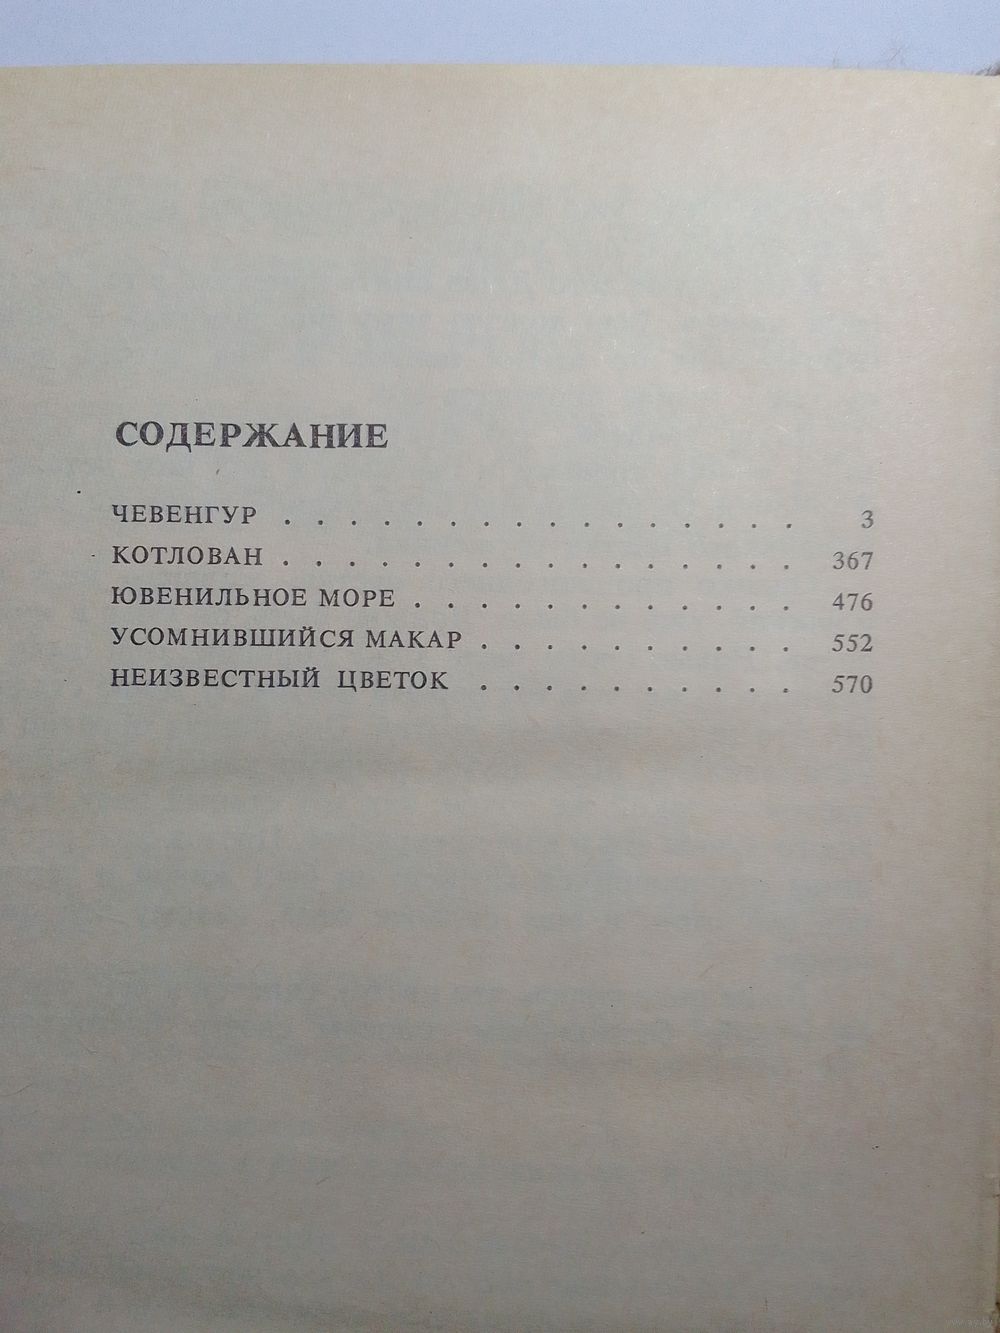 СОДЕРЖАНИЕ
ЧЕВЕНГУР . . . . . . . . . . . . . . . . 3
КОТЛОВАН . . . . . . . . . . . . . . . . 367
ЮВЕНИЛЬНОЕ МОРЕ . . . . . . . . . . . . 476
УСОМНИВШИЙСЯ МАКАР . . . . . . . . . . 552
НЕИЗВЕСТНЫЙ ЦВЕТОК . . . . . . . . . . 570